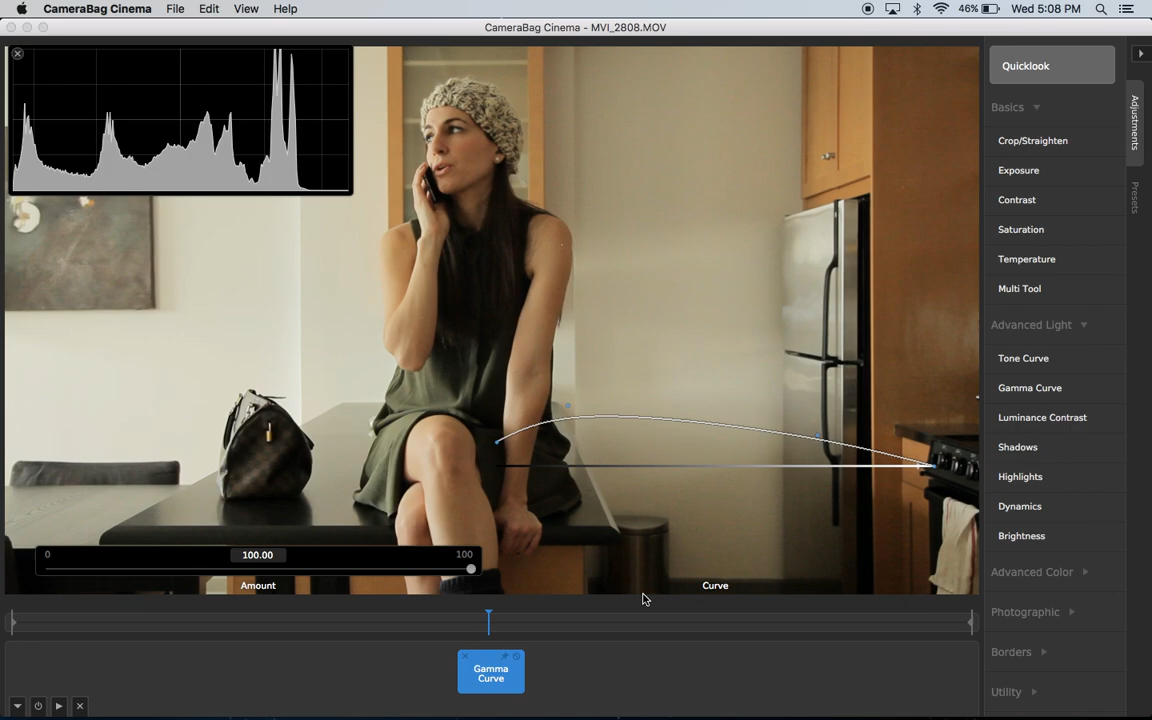 CameraBag Cinema File Edit View Help 46% Wed 5:08 PM
CameraBag Cinema - MVI_2808.MOV
Quicklook
Basics
Crop/Straighten
Exposure
Contrast
Saturation
Temperature
Multi Tool
Advanced Light
Tone Curve
Gamma Curve
Luminance Contrast
Shadows
Highlights
Dynamics
Brightness
Advanced Color
Photographic
Borders
Utility
Adjustments
Presets
0 100.00 100
Amount
Curve
Gamma
Curve